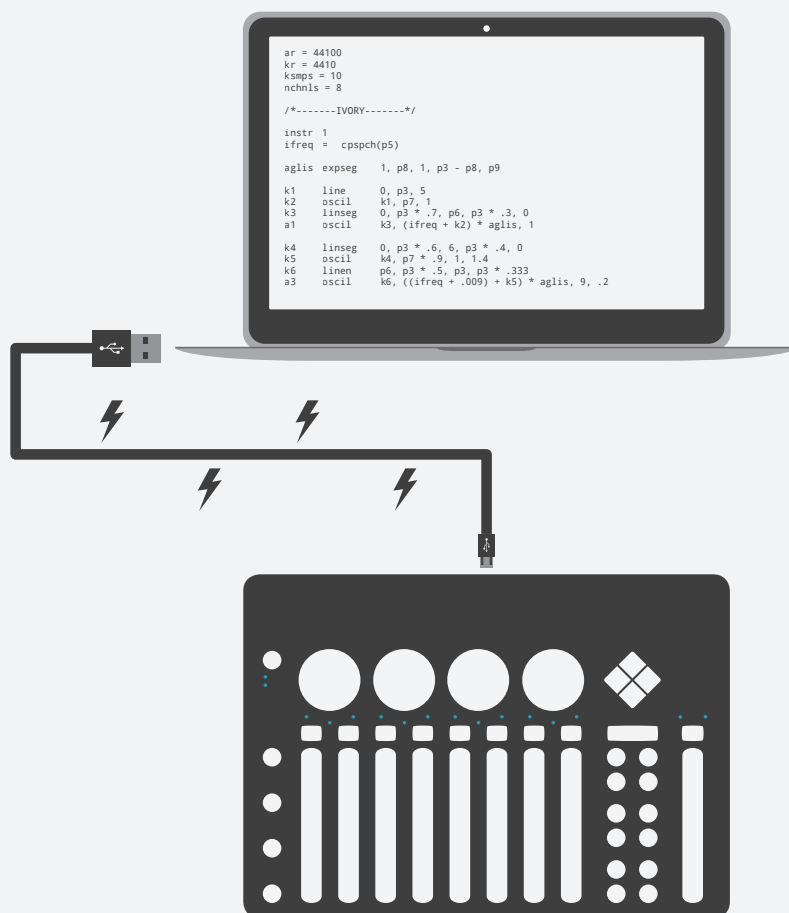 ar = 44100
kr = 4410
ksmps = 10
nchnls = 8
/*-------IVORY-------*/
instr 1
ifreq = cpspch(p5)
aglis expseg 1, p8, 1, p3 - p8, p9
k1 line 0, p3, 5
k2 oscil k1, p7, 1
k3 linseg 0, p3 * .7, p6, p3 * .3, 0
a1 oscil k3, (ifreq + k2) * aglis, 1
k4 linseg 0, p3 * .6, 6, p3 * .4, 0
k5 oscil k4, p7 * .9, 1, 1.4
k6 linen p6, p3 * .5, p3, p3 * .333
a3 oscil k6, ((ifreq + .009) + k5) * aglis, 9, .2